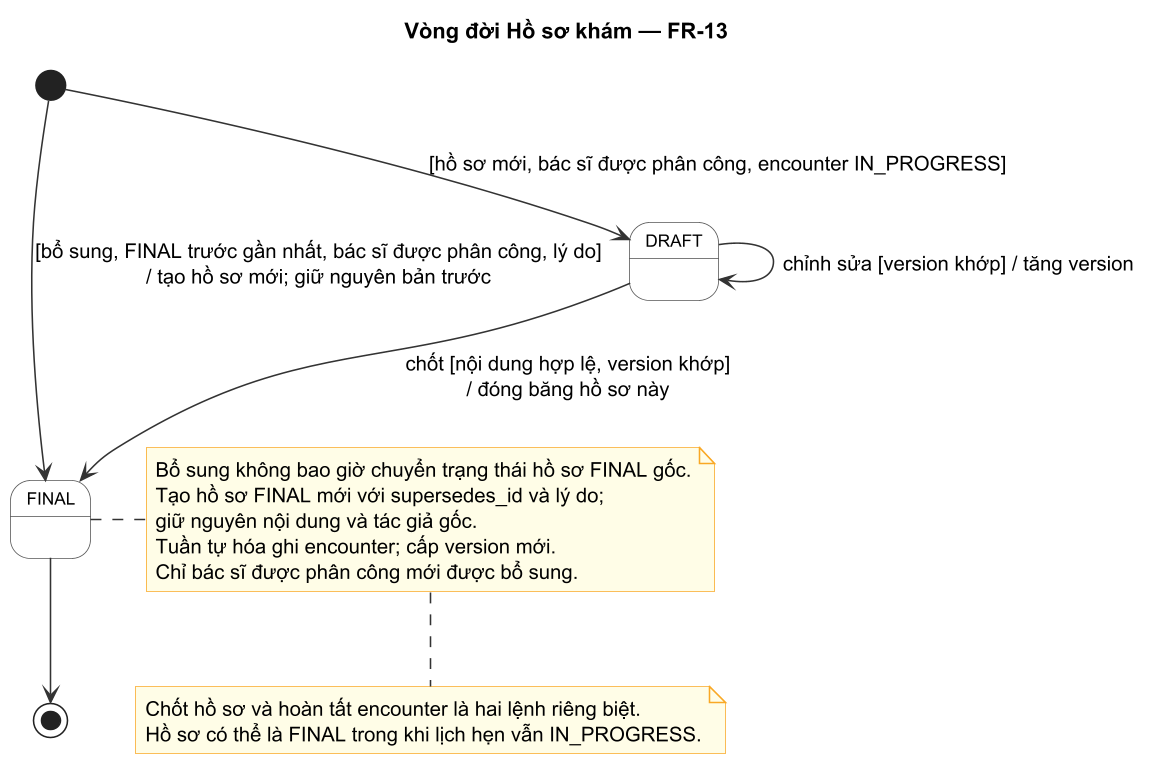 Vòng đời Hồ sơ khám — FR-13
[hồ sơ mới, bác sĩ được phân công, encounter IN_PROGRESS]
DRAFT
[bổ sung, FINAL trước gần nhất, bác sĩ được phân công, lý do]
/ tạo hồ sơ mới; giữ nguyên bản trước
chỉnh sửa [version khớp] / tăng version
chốt [nội dung hợp lệ, version khớp]
/ đóng băng hồ sơ này
FINAL
Bổ sung không bao giờ chuyển trạng thái hồ sơ FINAL gốc.
Tạo hồ sơ FINAL mới với supersedes_id và lý do;
giữ nguyên nội dung và tác giả gốc.
Tuần tự hóa ghi encounter; cấp version mới.
Chỉ bác sĩ được phân công mới được bổ sung.
Chốt hồ sơ và hoàn tất encounter là hai lệnh riêng biệt.
Hồ sơ có thể là FINAL trong khi lịch hẹn vẫn IN_PROGRESS.